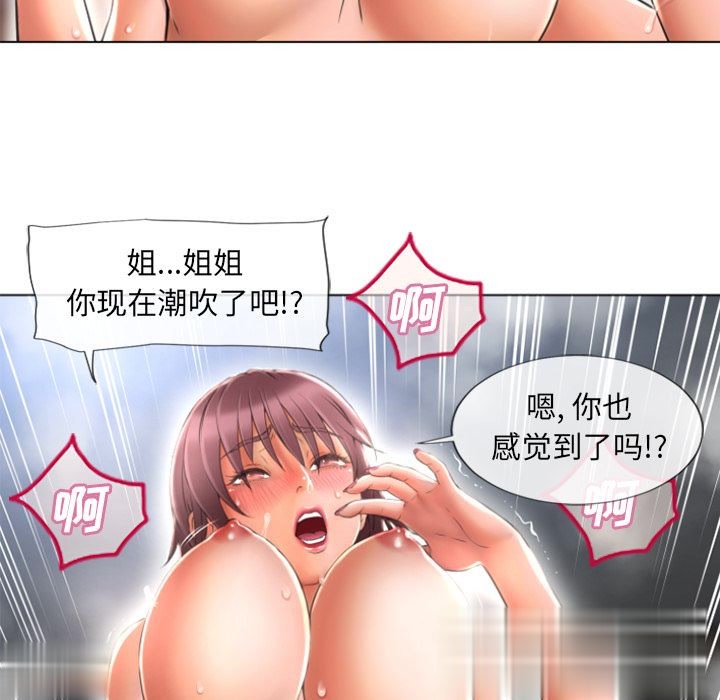 姐...姐姐
你现在潮吹了吧!?
啊
嗯, 你也
感觉到了吗!?
啊
啊